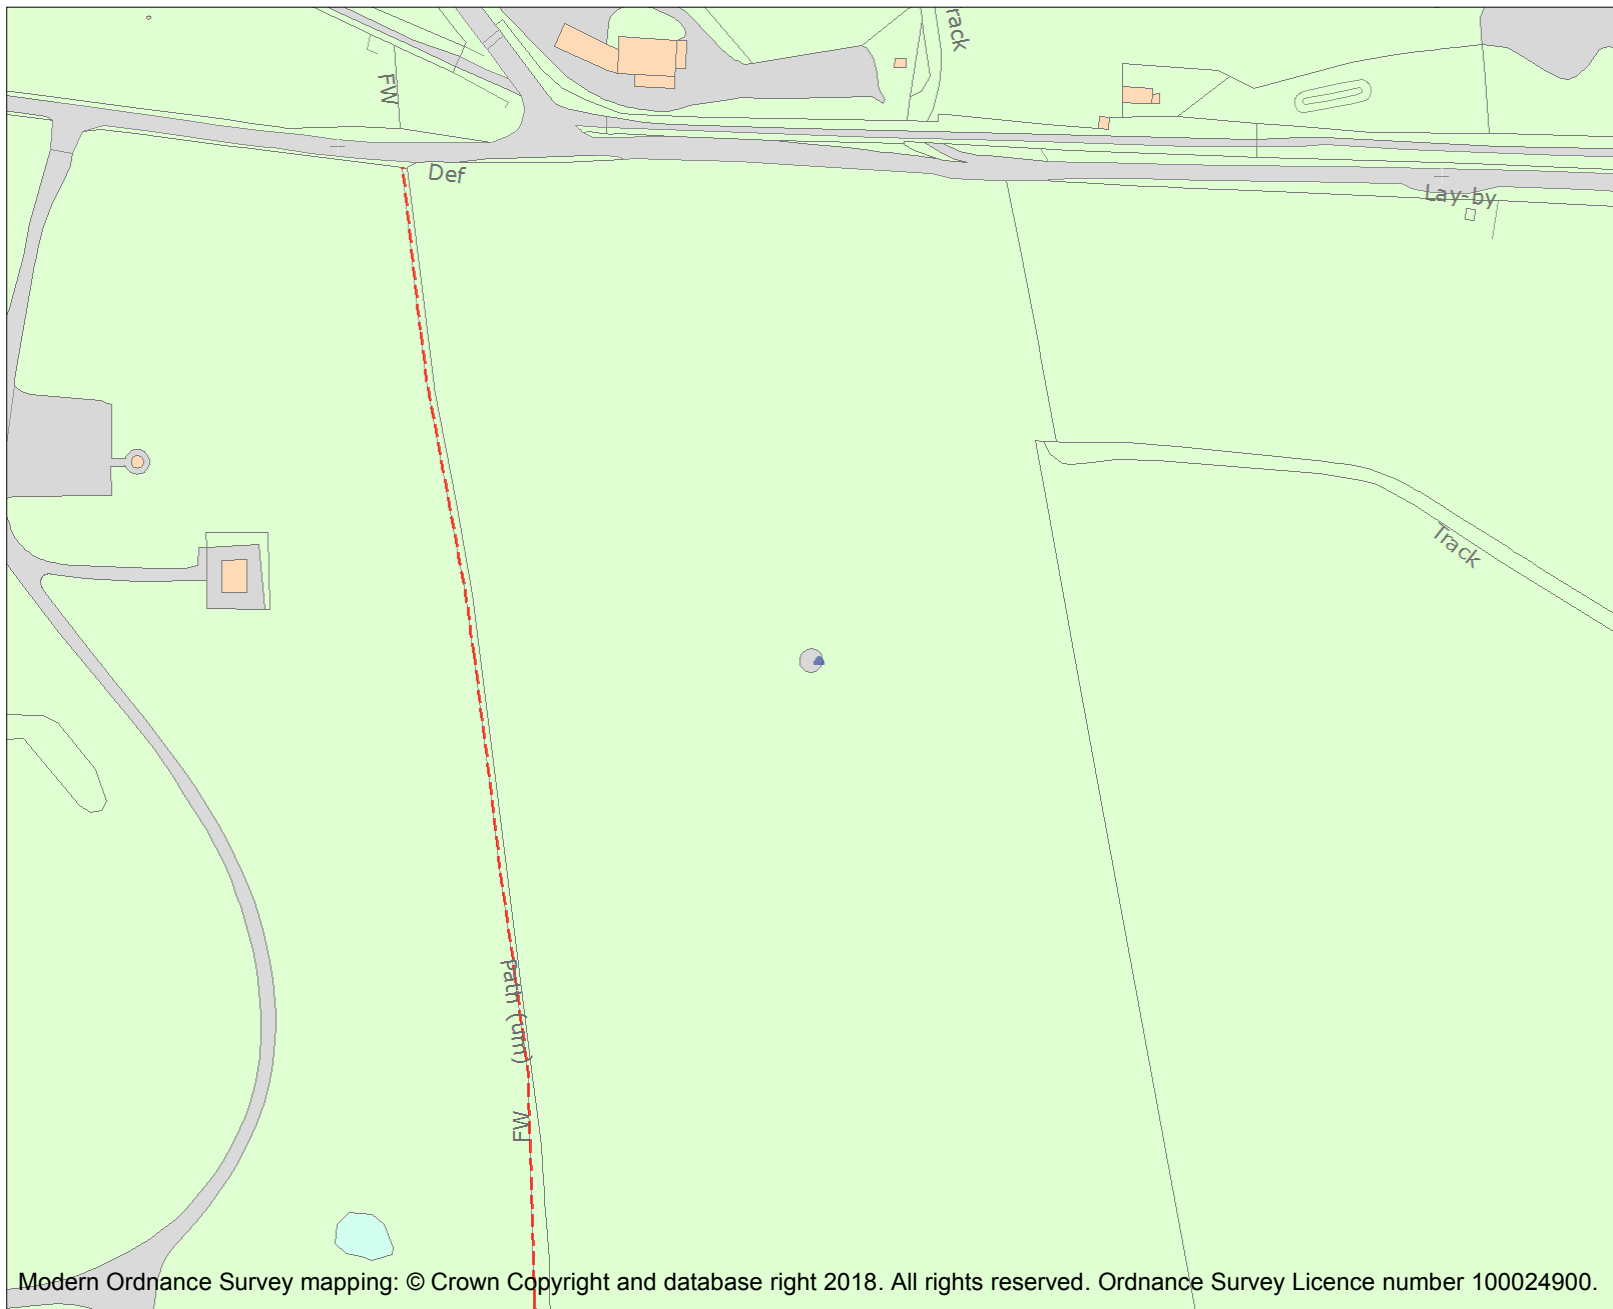 rack
FW
Def
Lay-by
Track
Path (um)
FW
Modern Ordnance Survey mapping: © Crown Copyright and database right 2018. All rights reserved. Ordnance Survey Licence number 100024900.